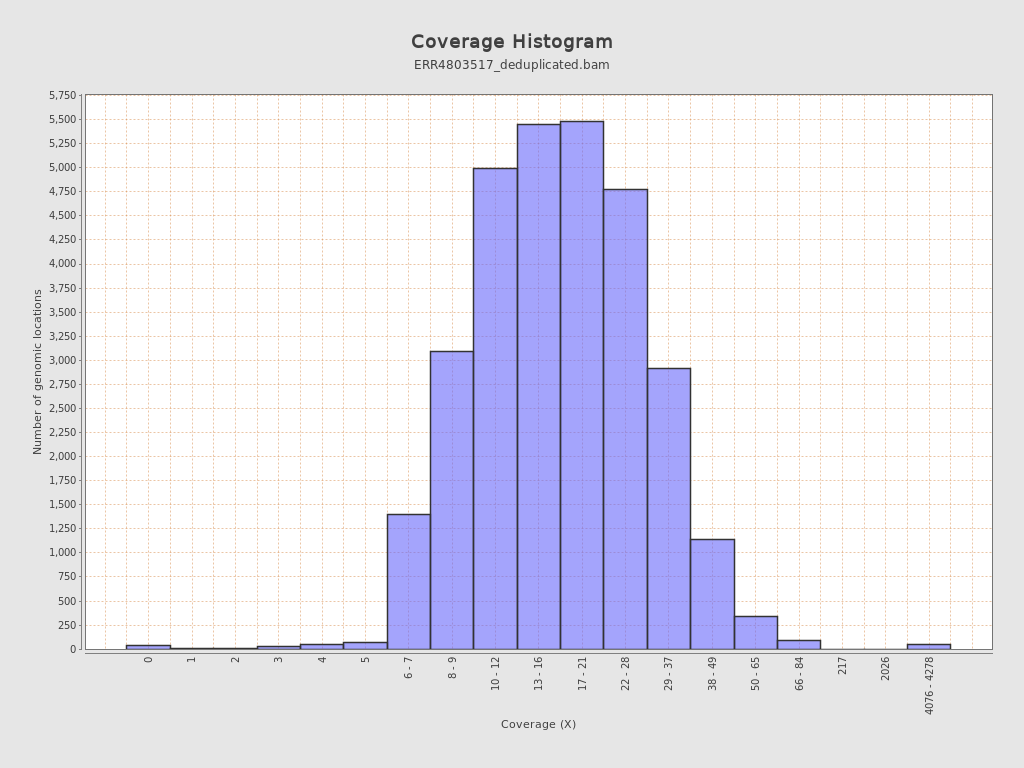 Coverage Histogram
ERR4803517_deduplicated.bam
5,750
5,500
5,250
5,000
4,750
4,500
4,250
4,000
3,750
3,500
3,250
3,000
2,750
2,500
2,250
2,000
1,750
1,500
1,250
1,000
750
500
250
0
Number of genomic locations
0
1
2
3
4
5
6 - 7
8 - 9
10 - 12
13 - 16
17 - 21
22 - 28
29 - 37
38 - 49
50 - 65
66 - 84
217
2026
4076 - 4278
Coverage (X)